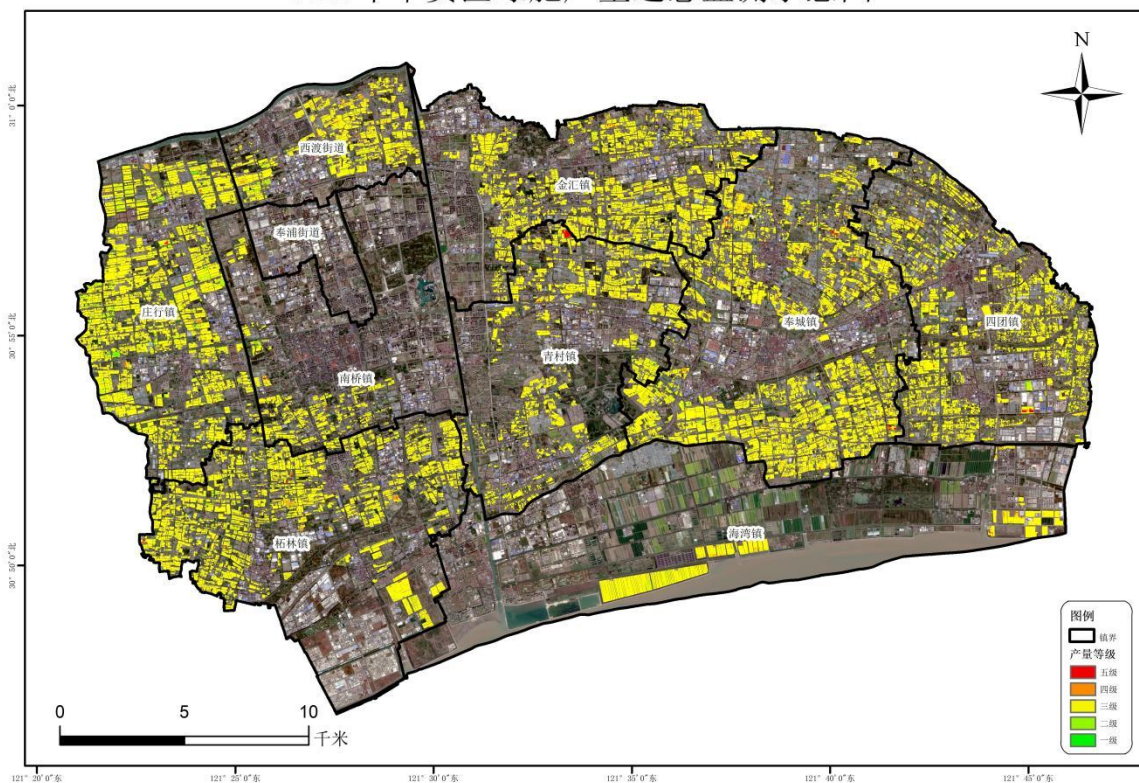 N
西渡街道
金汇镇
奉浦街道
庄行镇
奉城镇
四团镇
青村镇
南桥镇
海湾镇
柘林镇
图例
镇界
产量等级
五级
四级
三级
二级
一级
0 5 10
千米
31° 0'0"北
30° 55'0"北
30° 50'0"北
121° 20'0"东 121° 25'0"东 121° 30'0"东 121° 35'0"东 121° 40'0"东 121° 45'0"东